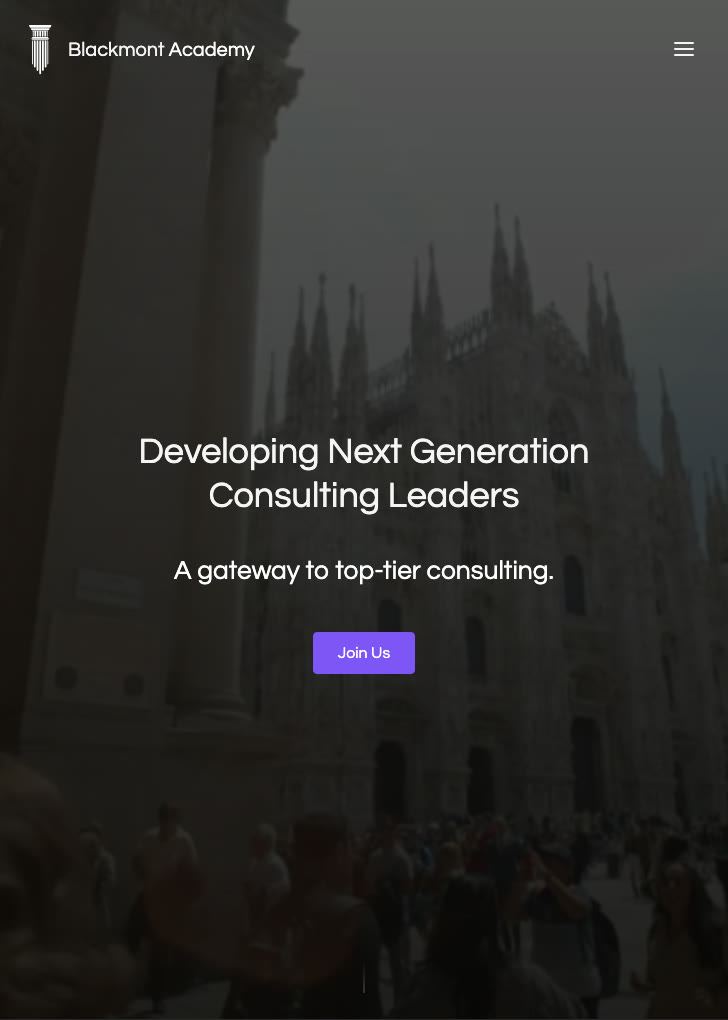 Blackmont Academy
Developing Next Generation
Consulting Leaders
A gateway to top-tier consulting.
Join Us